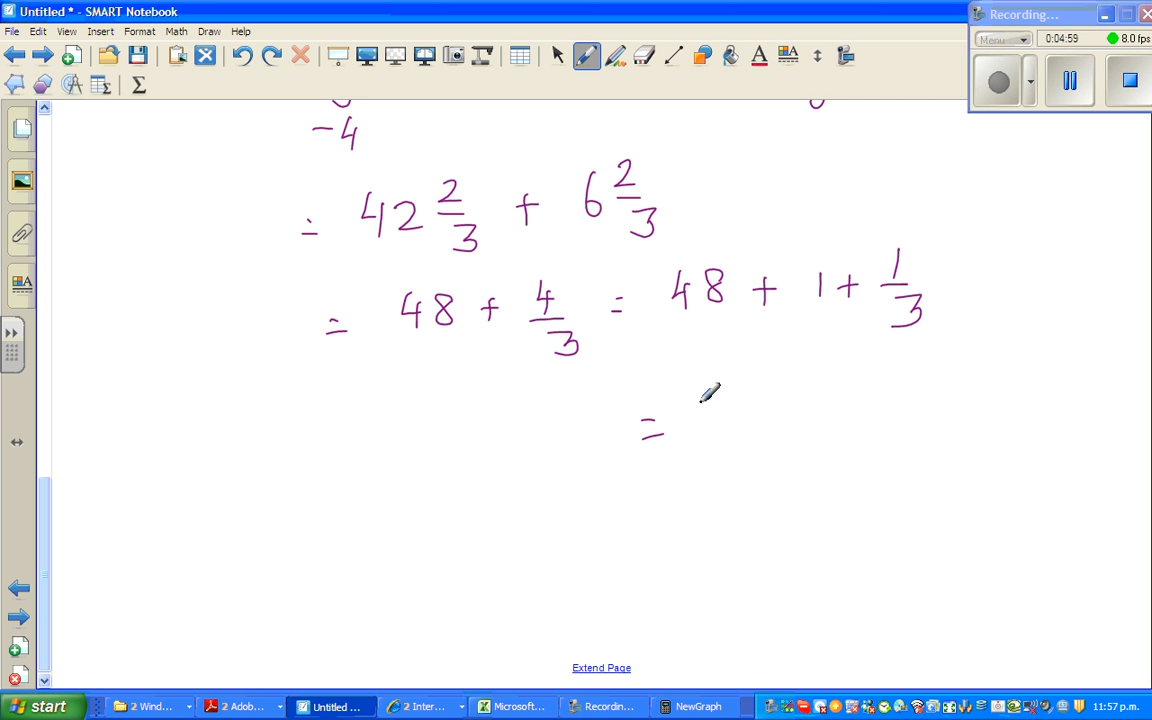 Untitled * - SMART Notebook
File Edit View Insert Format Math Draw Help
Recording...
Menu
0:04:59
8.0 fps
-4
= 42 2/3 + 6 2/3
= 48 + 4/3 = 48 + 1 + 1/3
=
Extend Page
start
2 Wind...
2 Adob...
Untitled ...
2 Inter...
Microsoft...
Recordin...
NewGraph
11:57 p.m.